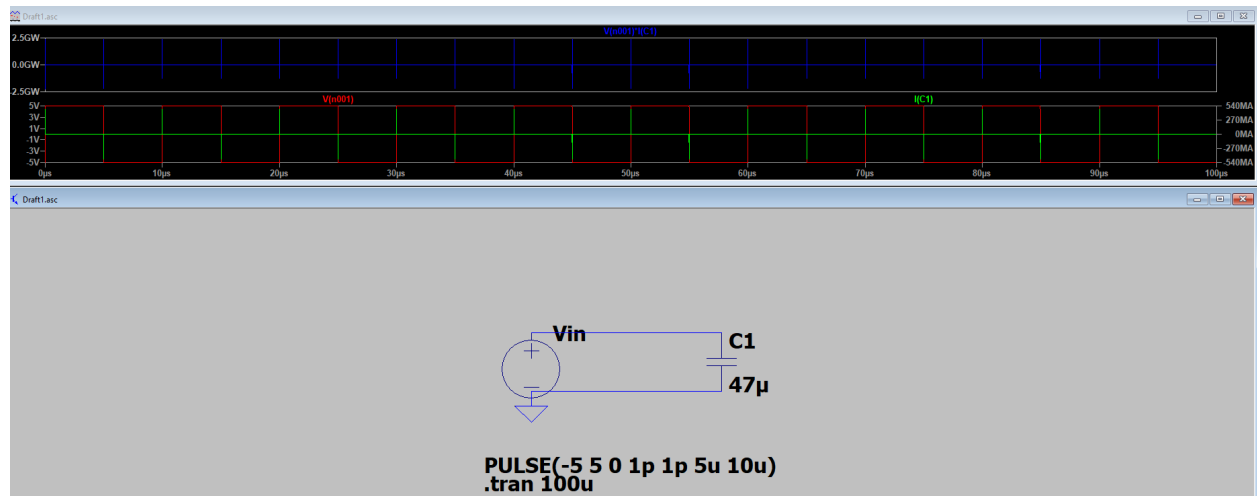 Draft1.asc
V(n001)*I(C1)
2.5GW
0.0GW
-2.5GW
V(n001) I(C1)
5V 540MA
3V 270MA
1V 0MA
-1V -270MA
-3V -540MA
-5V
0µs 10µs 20µs 30µs 40µs 50µs 60µs 70µs 80µs 90µs 100µs
Draft1.asc
Vin
C1
47µ
PULSE(-5 5 0 1p 1p 5u 10u)
.tran 100u